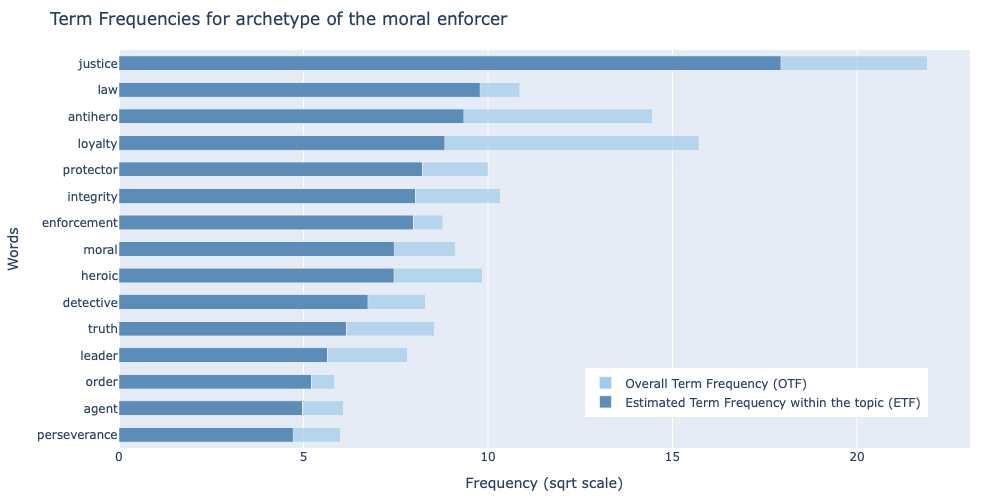 Term Frequencies for archetype of the moral enforcer
justice
law
antihero
loyalty
protector
integrity
enforcement
moral
heroic
detective
truth
leader
order
agent
perseverance
Words
Overall Term Frequency (OTF)
Estimated Term Frequency within the topic (ETF)
0 5 10 15 20
Frequency (sqrt scale)